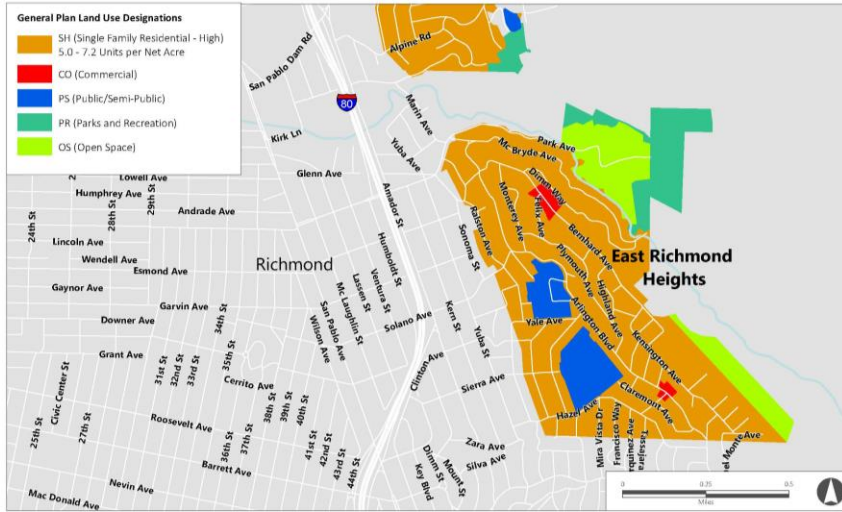 General Plan Land Use Designations
SH (Single Family Residential - High)
5.0 - 7.2 Units per Net Acre
CO (Commercial)
PS (Public/Semi-Public)
PR (Parks and Recreation)
OS (Open Space)
Alpine Rd
San Pablo Dam Rd
80
Marin Ave
Kirk Ln
Yuba Ave
Park Ave
Mc Bryde Ave
Glenn Ave
Lowell Ave
Humphrey Ave
29th St
28th St
24th St
Andrade Ave
Amador St
Dimm Way
Felix Ave
Monterey Ave
Ralston Ave
Sonoma St
Bernhard Ave
Lincoln Ave
Wendell Ave
Esmond Ave
Richmond
Humboldt St
Ventura St
Lassen St
Mc Laughlin St
San Pablo Ave
Wilson Ave
East Richmond
Heights
Plymouth Ave
Highland Ave
Arlington Blvd
Gaynor Ave
Garvin Ave
Downer Ave
34th St
35th St
Solano Ave
Kern St
Yuba St
Yale Ave
Kensington Ave
Grant Ave
31st St
32nd St
33rd St
Cerrito Ave
Clinton Ave
Sierra Ave
Claremont Ave
Hazel Ave
Civic Center St
25th St
27th St
Roosevelt Ave
36th St
37th St
38th St
39th St
40th St
41st St
42nd St
43rd St
44th St
Barrett Ave
Nevin Ave
Mac Donald Ave
Zara Ave
Silva Ave
Dimm St
Mount St
Key Blvd
Mira Vista Dr
Francisco Way
Tassajara
Monte Ave
0
0.25
0.5
Miles